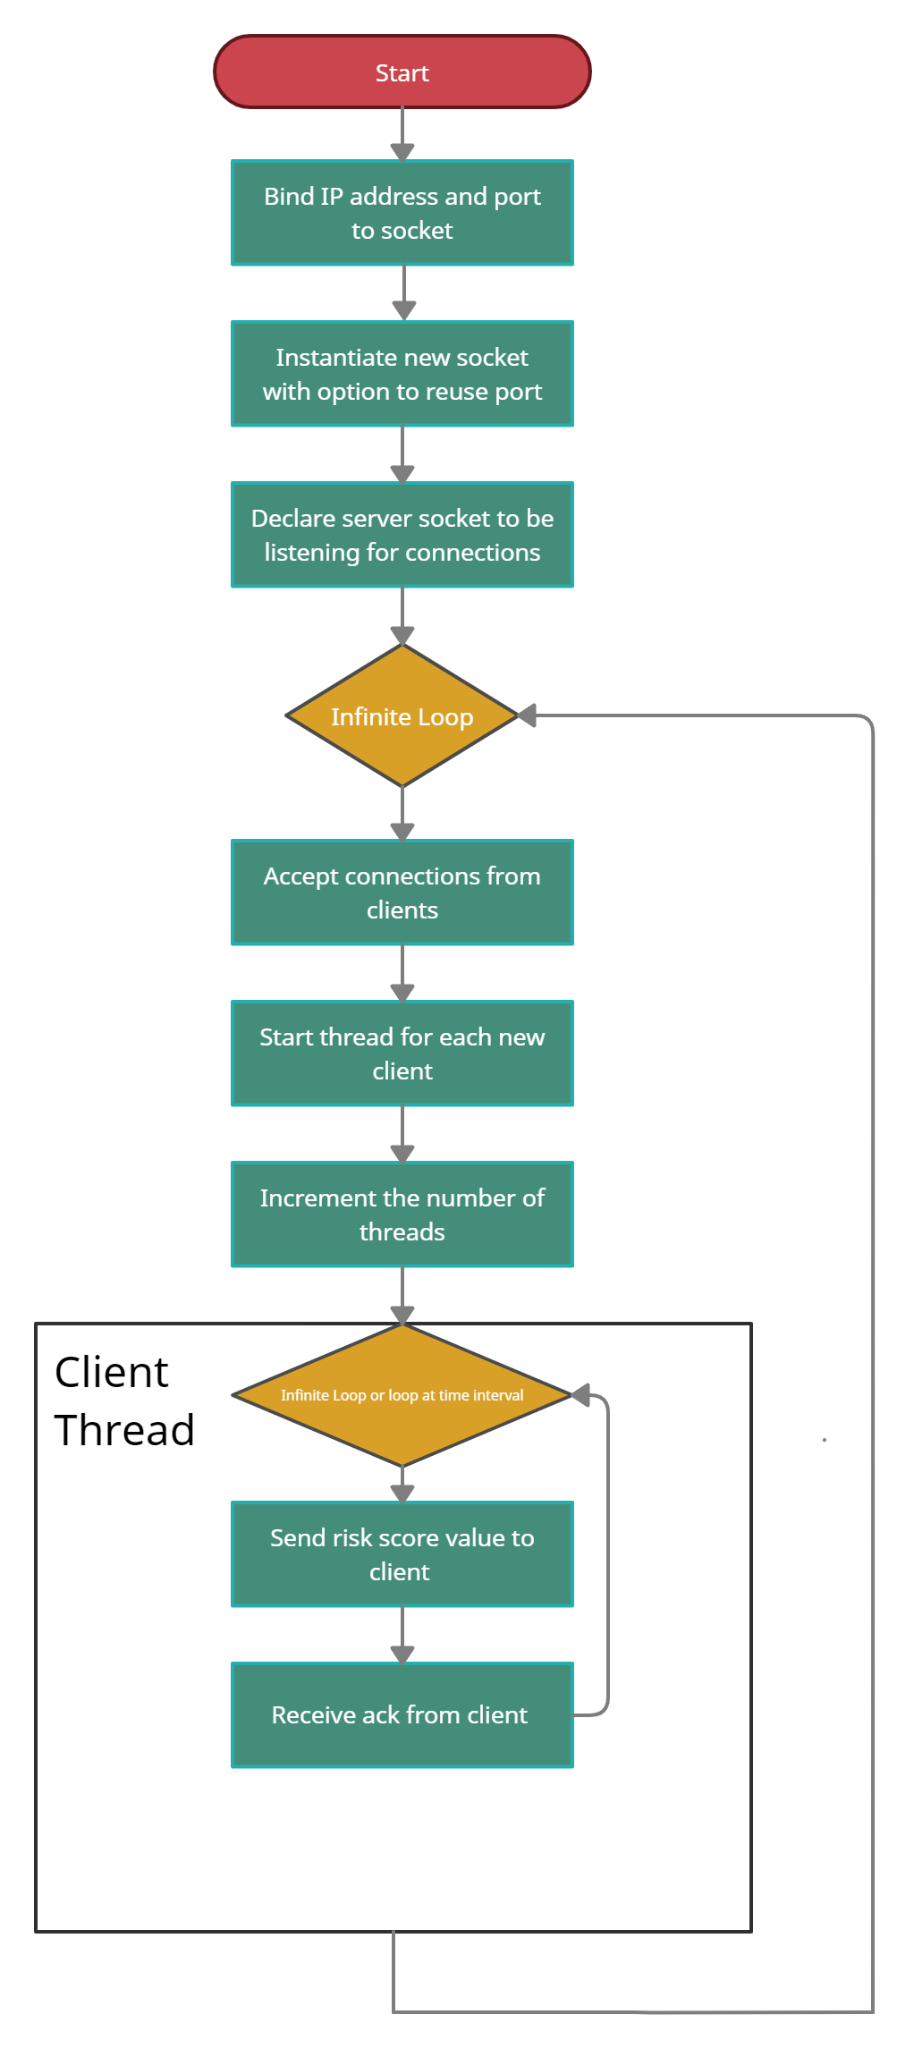 Start
Bind IP address and port
to socket
Instantiate new socket
with option to reuse port
Declare server socket to be
listening for connections
Infinite Loop
Accept connections from
clients
Start thread for each new
client
Increment the number of
threads
Client
Thread
Infinite Loop or loop at time interval
Send risk score value to
client
Receive ack from client